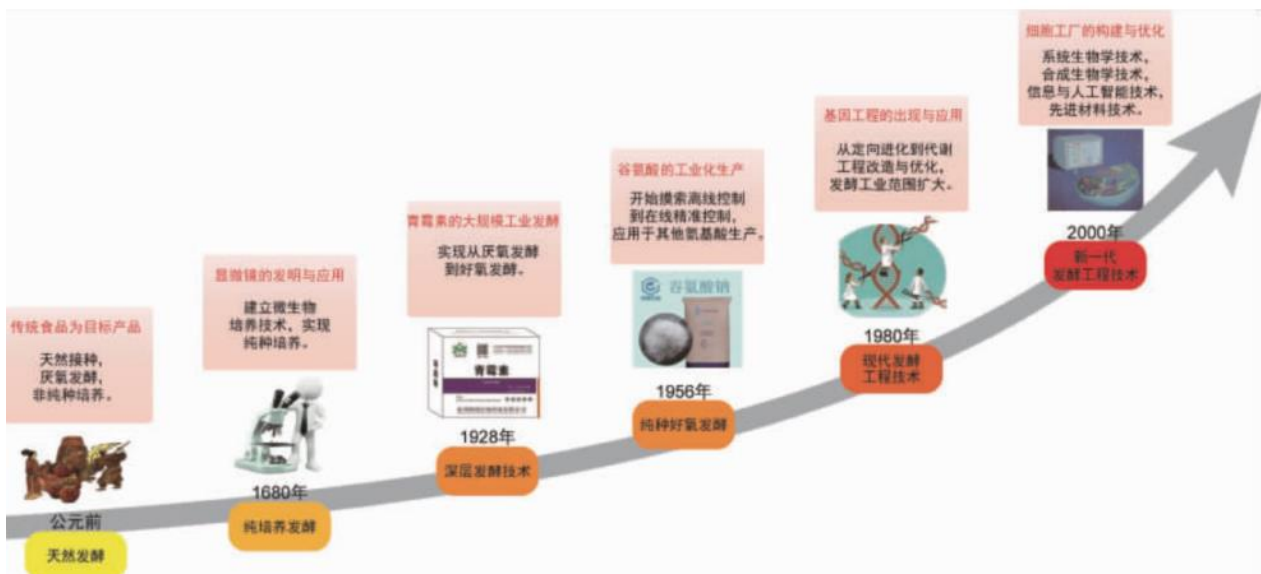 传统食品为目标产品
天然接种,
厌氧发酵,
非纯种培养。
公元前
天然发酵
显微镜的发明与应用
建立微生物
培养技术，实现
纯种培养。
1680年
纯培养发酵
青霉素的大规模工业发酵
实现从厌氧发酵
到好氧发酵。
青霉素
1928年
深层发酵技术
谷氨酸的工业化生产
开始摸索离线控制
到在线精准控制,
应用于其他氨基酸生产。
谷氨酸钠
1956年
纯种好氧发酵
基因工程的出现与应用
从定向进化到代谢
工程改造与优化,
发酵工业范围扩大。
1980年
现代发酵
工程技术
细胞工厂的构建与优化
系统生物学技术,
合成生物学技术,
信息与人工智能技术,
先进材料技术。
2000年
新一代
发酵工程技术